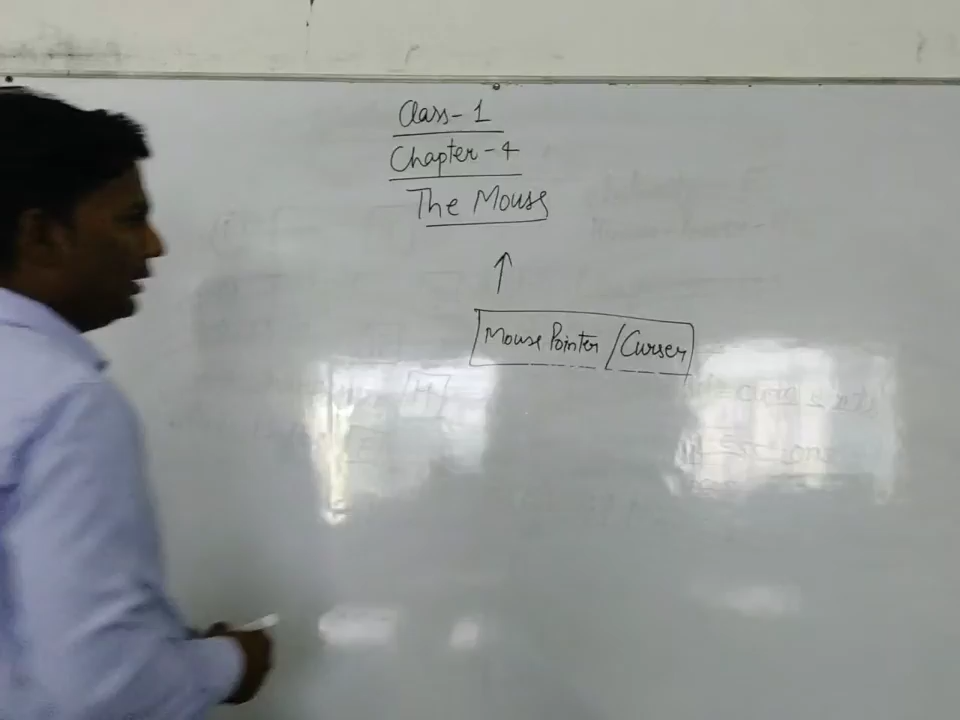 Class-1
Chapter-4
The Mouse
↑
Mouse Pointer / Curser